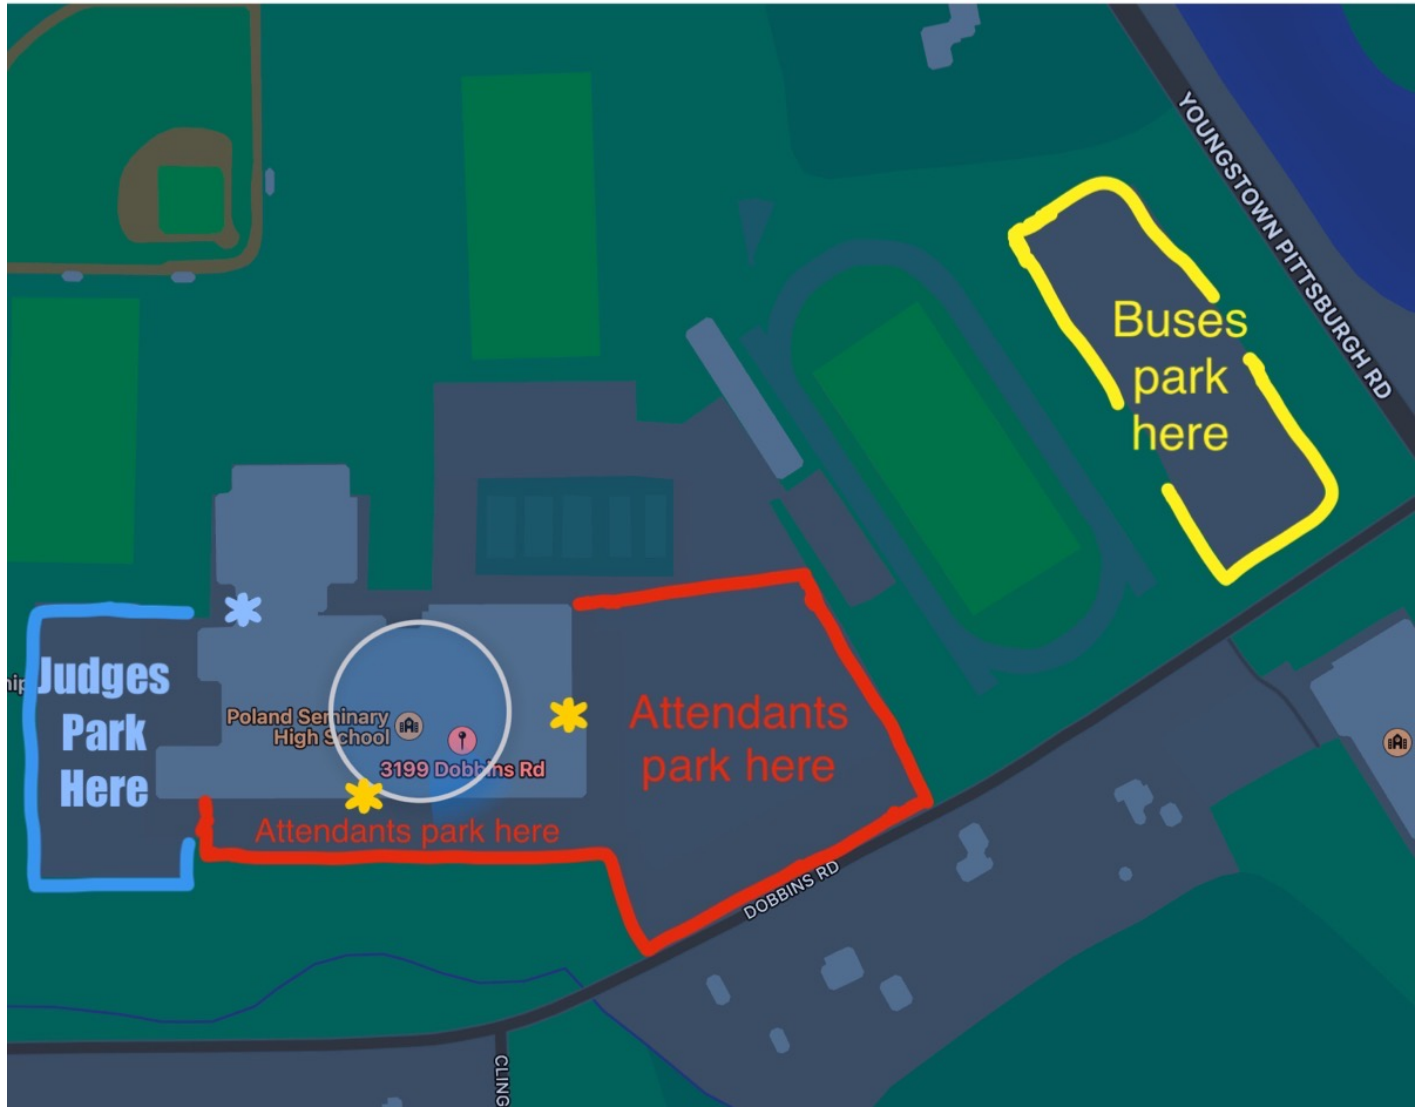 YOUNGSTOWN PITTSBURGH RD
Buses
park
here
Judges
Park
Here
Poland Seminary
High School
3199 Dobbins Rd
Attendants
park here
Attendants park here
DOBBINS RD